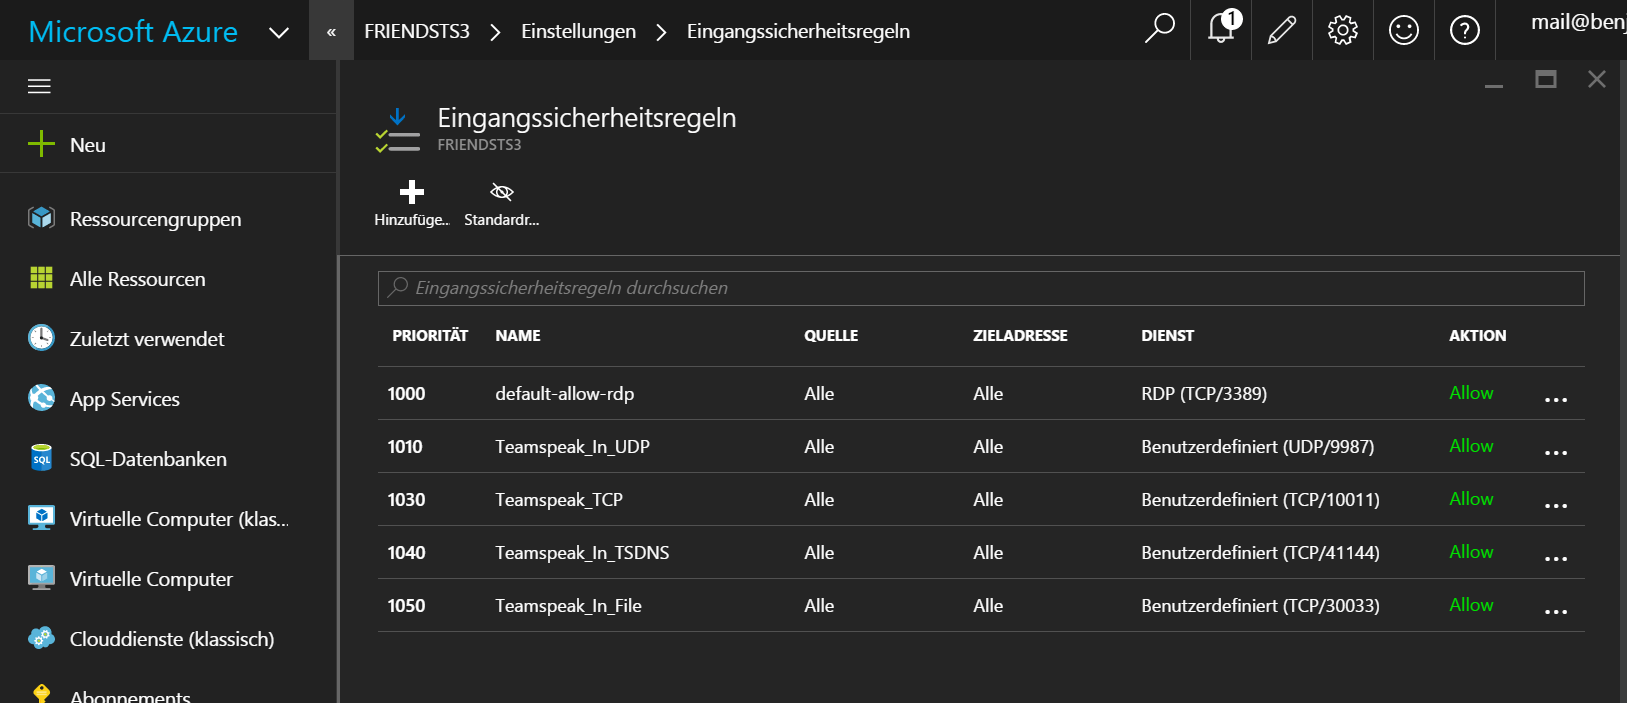 Microsoft Azure
« FRIENDSTS3 > Einstellungen > Eingangssicherheitsregeln
1
mail@benj
Neu
Ressourcengruppen
Alle Ressourcen
Zuletzt verwendet
App Services
SQL-Datenbanken
Virtuelle Computer (klas...
Virtuelle Computer
Clouddienste (klassisch)
Abonnements
Eingangssicherheitsregeln
FRIENDSTS3
Hinzufüge... Standardr...
Eingangssicherheitsregeln durchsuchen
PRIORITÄT NAME QUELLE ZIELADRESSE DIENST AKTION
1000 default-allow-rdp Alle Alle RDP (TCP/3389) Allow ...
1010 Teamspeak_In_UDP Alle Alle Benutzerdefiniert (UDP/9987) Allow ...
1030 Teamspeak_TCP Alle Alle Benutzerdefiniert (TCP/10011) Allow ...
1040 Teamspeak_In_TSDNS Alle Alle Benutzerdefiniert (TCP/41144) Allow ...
1050 Teamspeak_In_File Alle Alle Benutzerdefiniert (TCP/30033) Allow ...